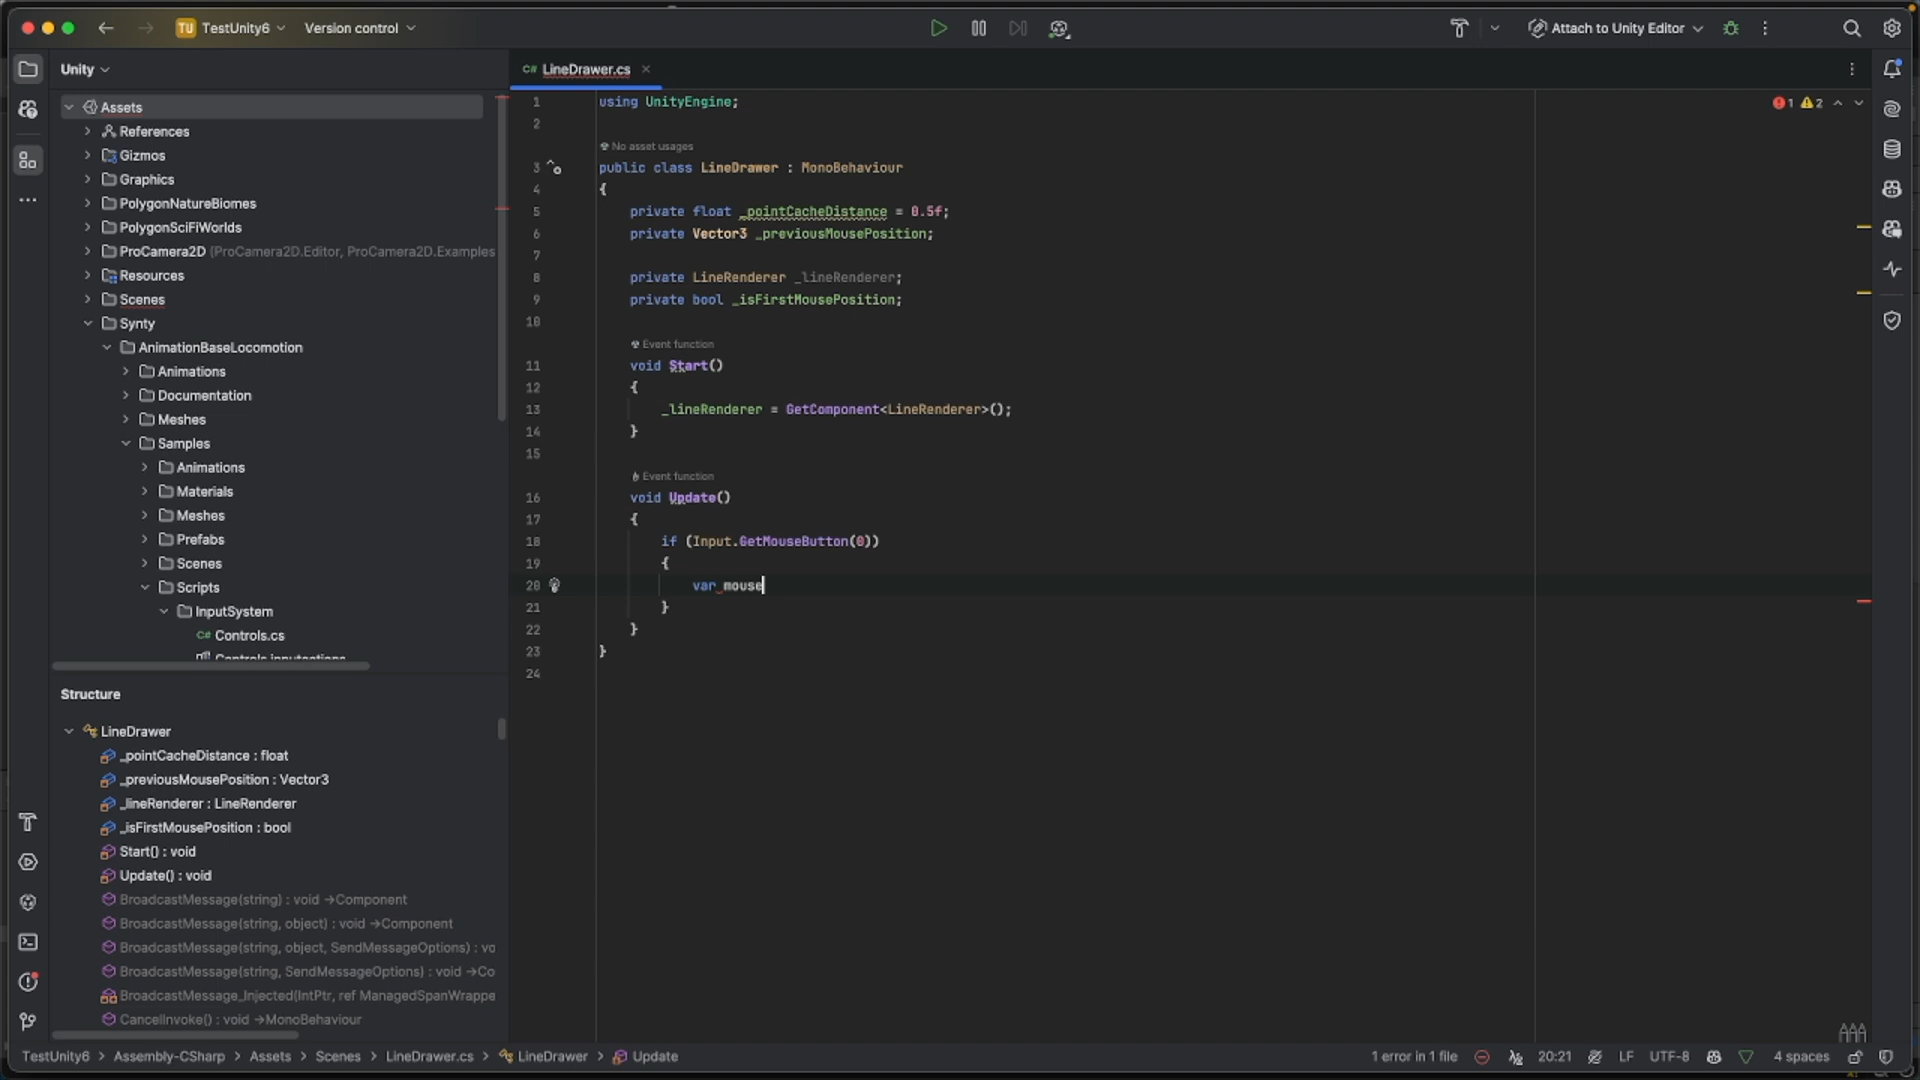 TU TestUnity6 Version control Attach to Unity Editor
Unity
C# LineDrawer.cs
Assets
References
Gizmos
Graphics
PolygonNatureBiomes
PolygonSciFiWorlds
ProCamera2D (ProCamera2D.Editor, ProCamera2D.Examples
Resources
Scenes
Synty
AnimationBaseLocomotion
Animations
Documentation
Meshes
Samples
Animations
Materials
Meshes
Prefabs
Scenes
Scripts
InputSystem
C# Controls.cs
Controls.inputactions
Structure
LineDrawer
_pointCacheDistance : float
_previousMousePosition : Vector3
_lineRenderer : LineRenderer
_isFirstMousePosition : bool
Start() : void
Update() : void
BroadcastMessage(string) : void →Component
BroadcastMessage(string, object) : void →Component
BroadcastMessage(string, object, SendMessageOptions) : vo
BroadcastMessage(string, SendMessageOptions) : void →Co
BroadcastMessage_Injected(IntPtr, ref ManagedSpanWrappe
CancelInvoke() : void →MonoBehaviour
1 using UnityEngine;
2
No asset usages
3 public class LineDrawer : MonoBehaviour
4 {
5 private float _pointCacheDistance = 0.5f;
6 private Vector3 _previousMousePosition;
7
8 private LineRenderer _lineRenderer;
9 private bool _isFirstMousePosition;
10
Event function
11 void Start()
12 {
13 _lineRenderer = GetComponent<LineRenderer>();
14 }
15
Event function
16 void Update()
17 {
18 if (Input.GetMouseButton(0))
19 {
20 var mouse
21 }
22 }
23 }
24
1 2
TestUnity6 > Assembly-CSharp > Assets > Scenes > LineDrawer.cs > LineDrawer > Update
1 error in 1 file 20:21 LF UTF-8 4 spaces